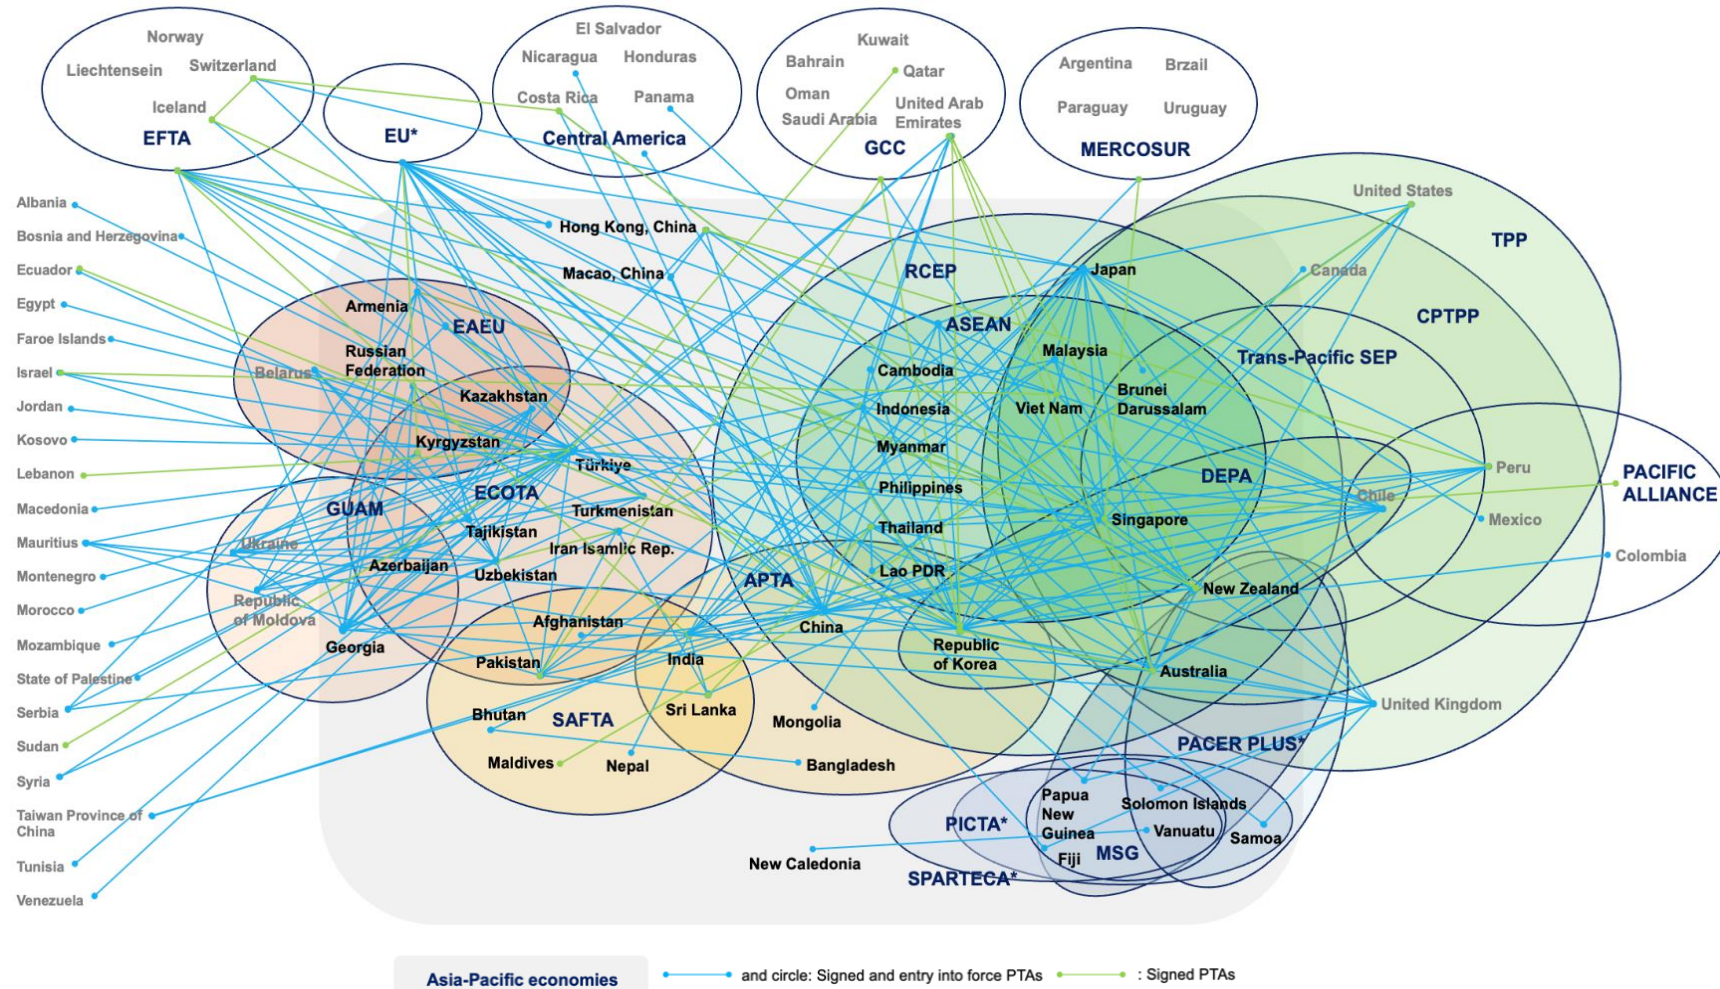 Norway
Liechtensein
Switzerland
Iceland
EFTA
EU*
El Salvador
Nicaragua
Honduras
Costa Rica
Panama
Central America
Kuwait
Bahrain
Qatar
Oman
United Arab
Emirates
Saudi Arabia
GCC
Argentina
Brzail
Paraguay
Uruguay
MERCOSUR
Albania
Bosnia and Herzegovina
Ecuador
Egypt
Faroe Islands
Israel
Jordan
Kosovo
Lebanon
Macedonia
Mauritius
Montenegro
Morocco
Mozambique
State of Palestine
Serbia
Sudan
Syria
Taiwan Province of
China
Tunisia
Venezuela
Hong Kong, China
Macao, China
Armenia
EAEU
Russian
Federation
Belarus
Kazakhstan
Kyrgyzstan
Türkiye
ECOTA
GUAM
Turkmenistan
Tajikistan
Ukraine
Iran Isamlic Rep.
Azerbaijan
Uzbekistan
Republic
of Moldova
Georgia
Afghanistan
Pakistan
India
Bhutan
SAFTA
Sri Lanka
Maldives
Nepal
APTA
China
Mongolia
Bangladesh
RCEP
ASEAN
Cambodia
Indonesia
Myanmar
Philippines
Thailand
Lao PDR
Japan
Malaysia
Viet Nam
Brunei
Darussalam
Singapore
Republic
of Korea
New Zealand
Australia
United States
TPP
Canada
CPTPP
Trans-Pacific SEP
DEPA
Chile
Peru
Mexico
PACIFIC
ALLIANCE
Colombia
United Kingdom
PACER PLUS*
Papua
New
Guinea
Solomon Islands
Vanuatu
Samoa
Fiji
MSG
PICTA*
SPARTECA*
New Caledonia
Asia-Pacific economies
and circle: Signed and entry into force PTAs
: Signed PTAs